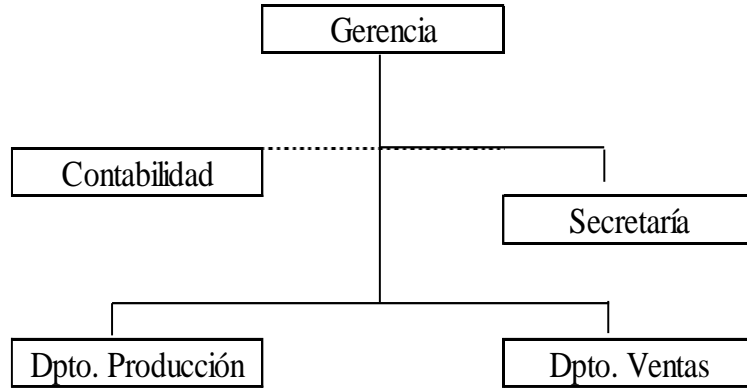 Gerencia
Contabilidad
Secretaría
Dpto. Producción
Dpto. Ventas